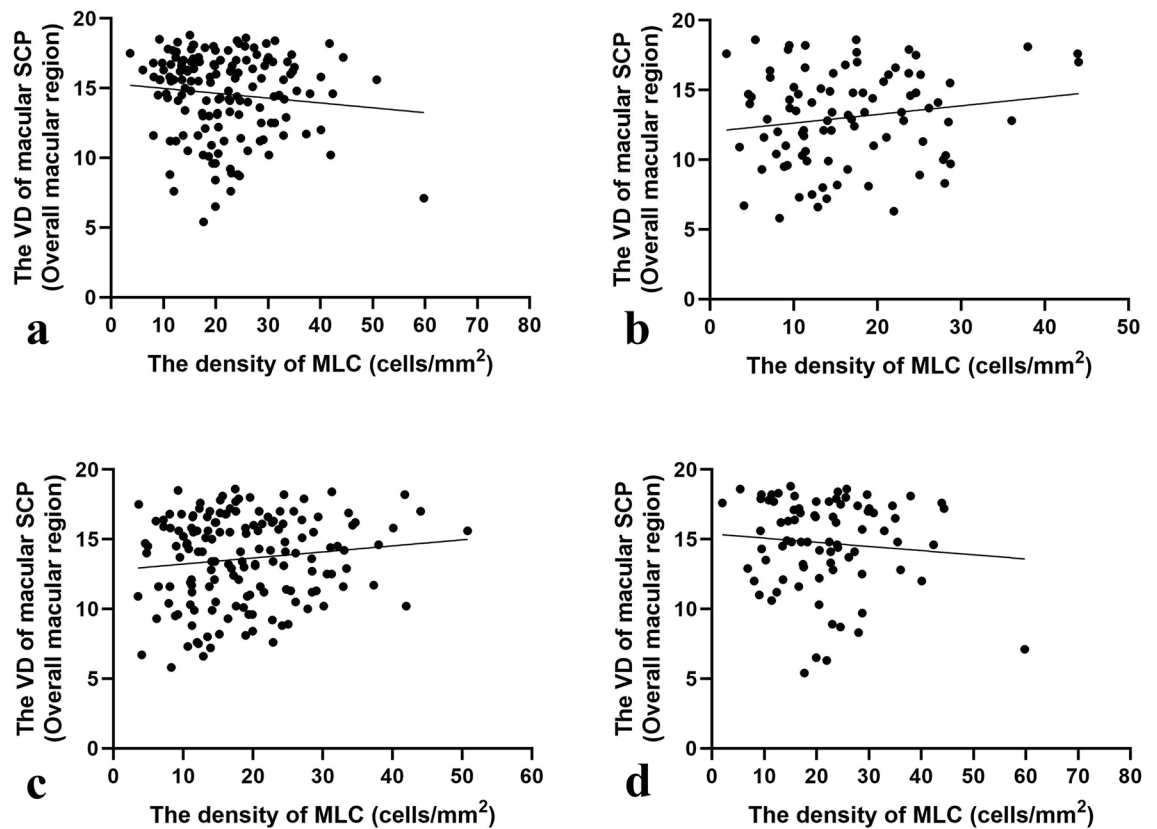 The VD of macular SCP
(Overall macular region)
20
15
10
5
0
0 10 20 30 40 50 60 70 80
The density of MLC (cells/mm²)
a
The VD of macular SCP
(Overall macular region)
20
15
10
5
0
0 10 20 30 40 50
The density of MLC (cells/mm²)
b
The VD of macular SCP
(Overall macular region)
20
15
10
5
0
0 10 20 30 40 50 60
The density of MLC (cells/mm²)
c
The VD of macular SCP
(Overall macular region)
20
15
10
5
0
0 10 20 30 40 50 60 70 80
The density of MLC (cells/mm²)
d